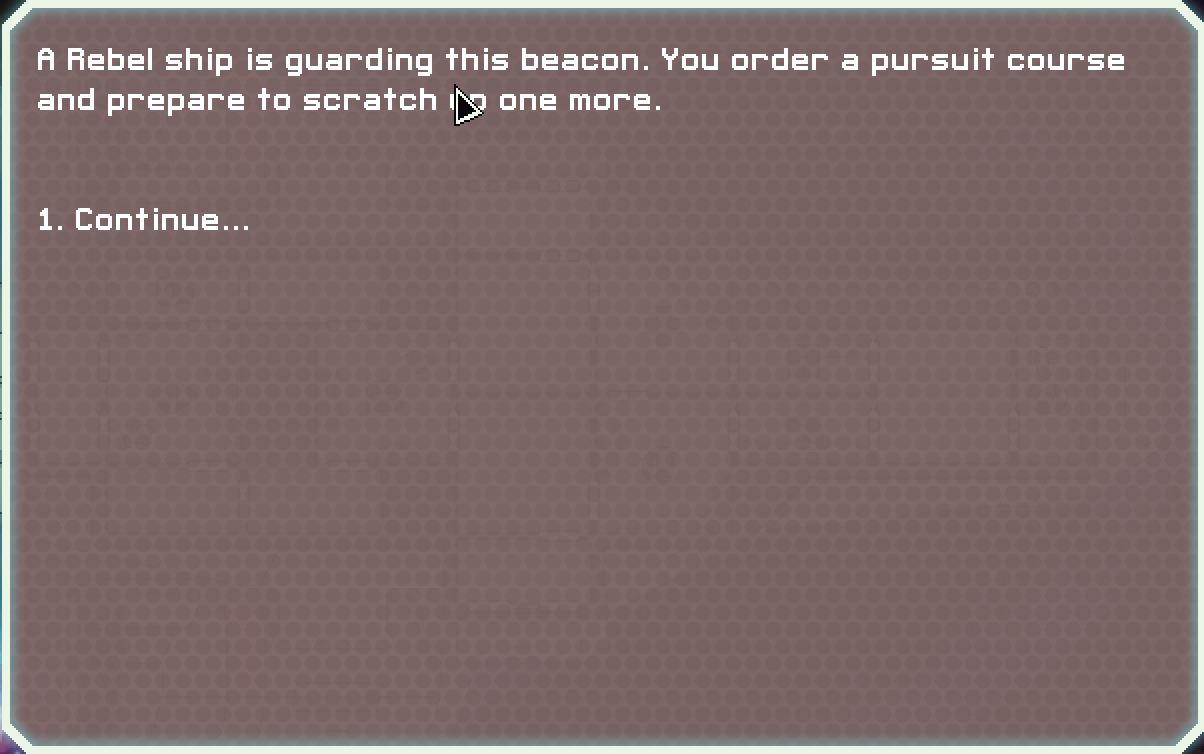 A Rebel ship is guarding this beacon. You order a pursuit course
and prepare to scratch one more.
1. Continue...